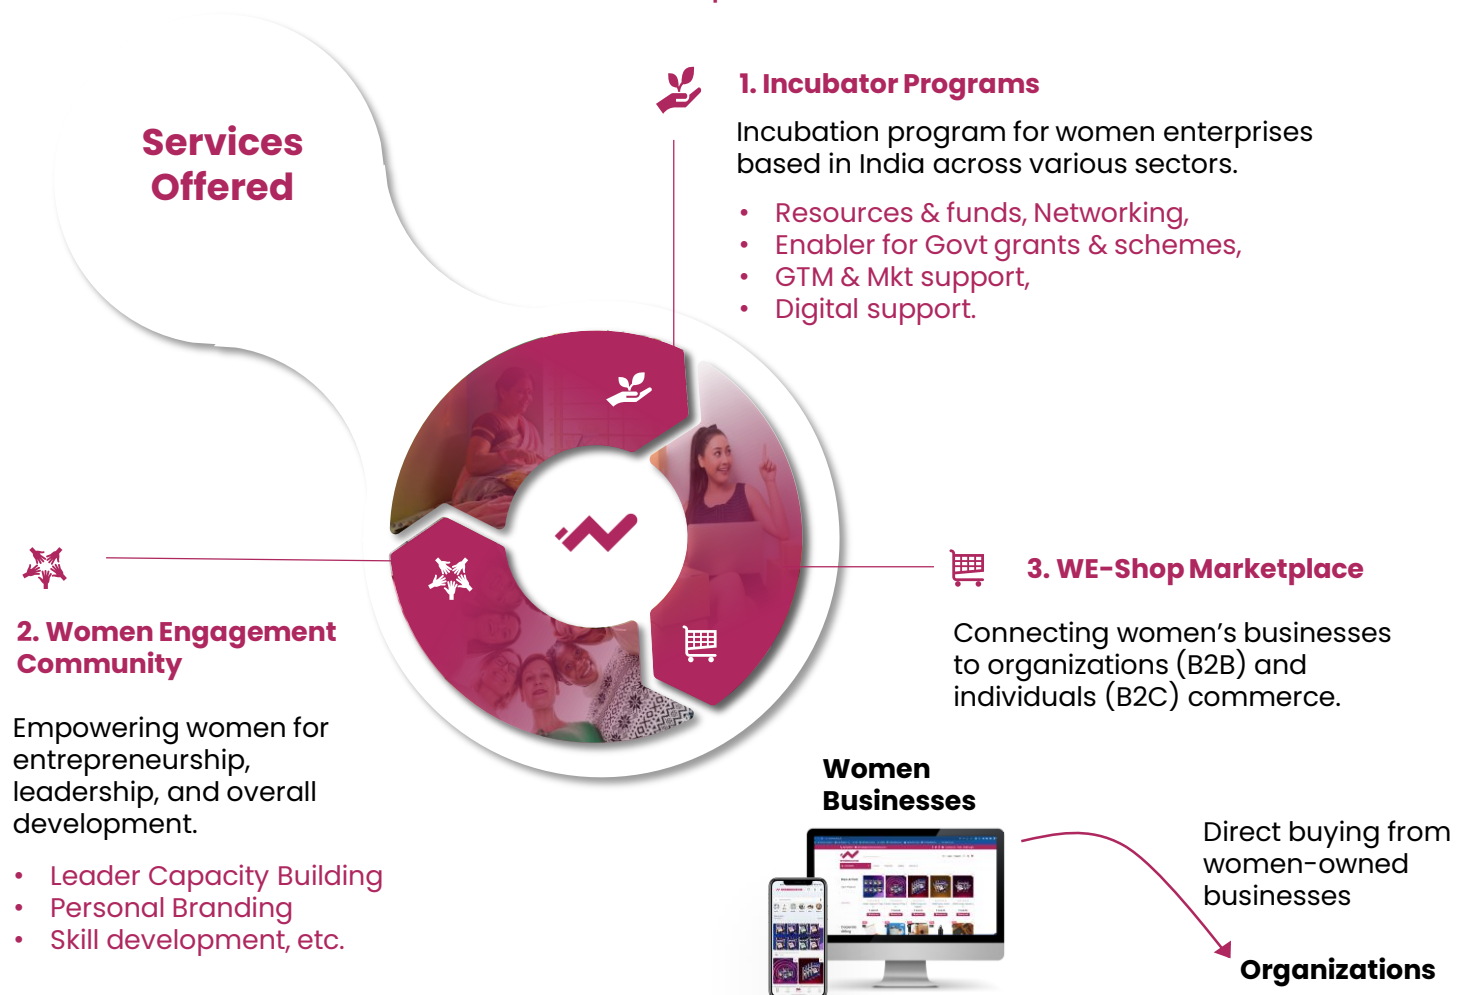 Services
Offered
1. Incubator Programs
Incubation program for women enterprises
based in India across various sectors.
• Resources & funds, Networking,
• Enabler for Govt grants & schemes,
• GTM & Mkt support,
• Digital support.
2. Women Engagement
Community
Empowering women for
entrepreneurship,
leadership, and overall
development.
• Leader Capacity Building
• Personal Branding
• Skill development, etc.
3. WE-Shop Marketplace
Connecting women’s businesses
to organizations (B2B) and
individuals (B2C) commerce.
Women
Businesses
Direct buying from
women-owned
businesses
Organizations